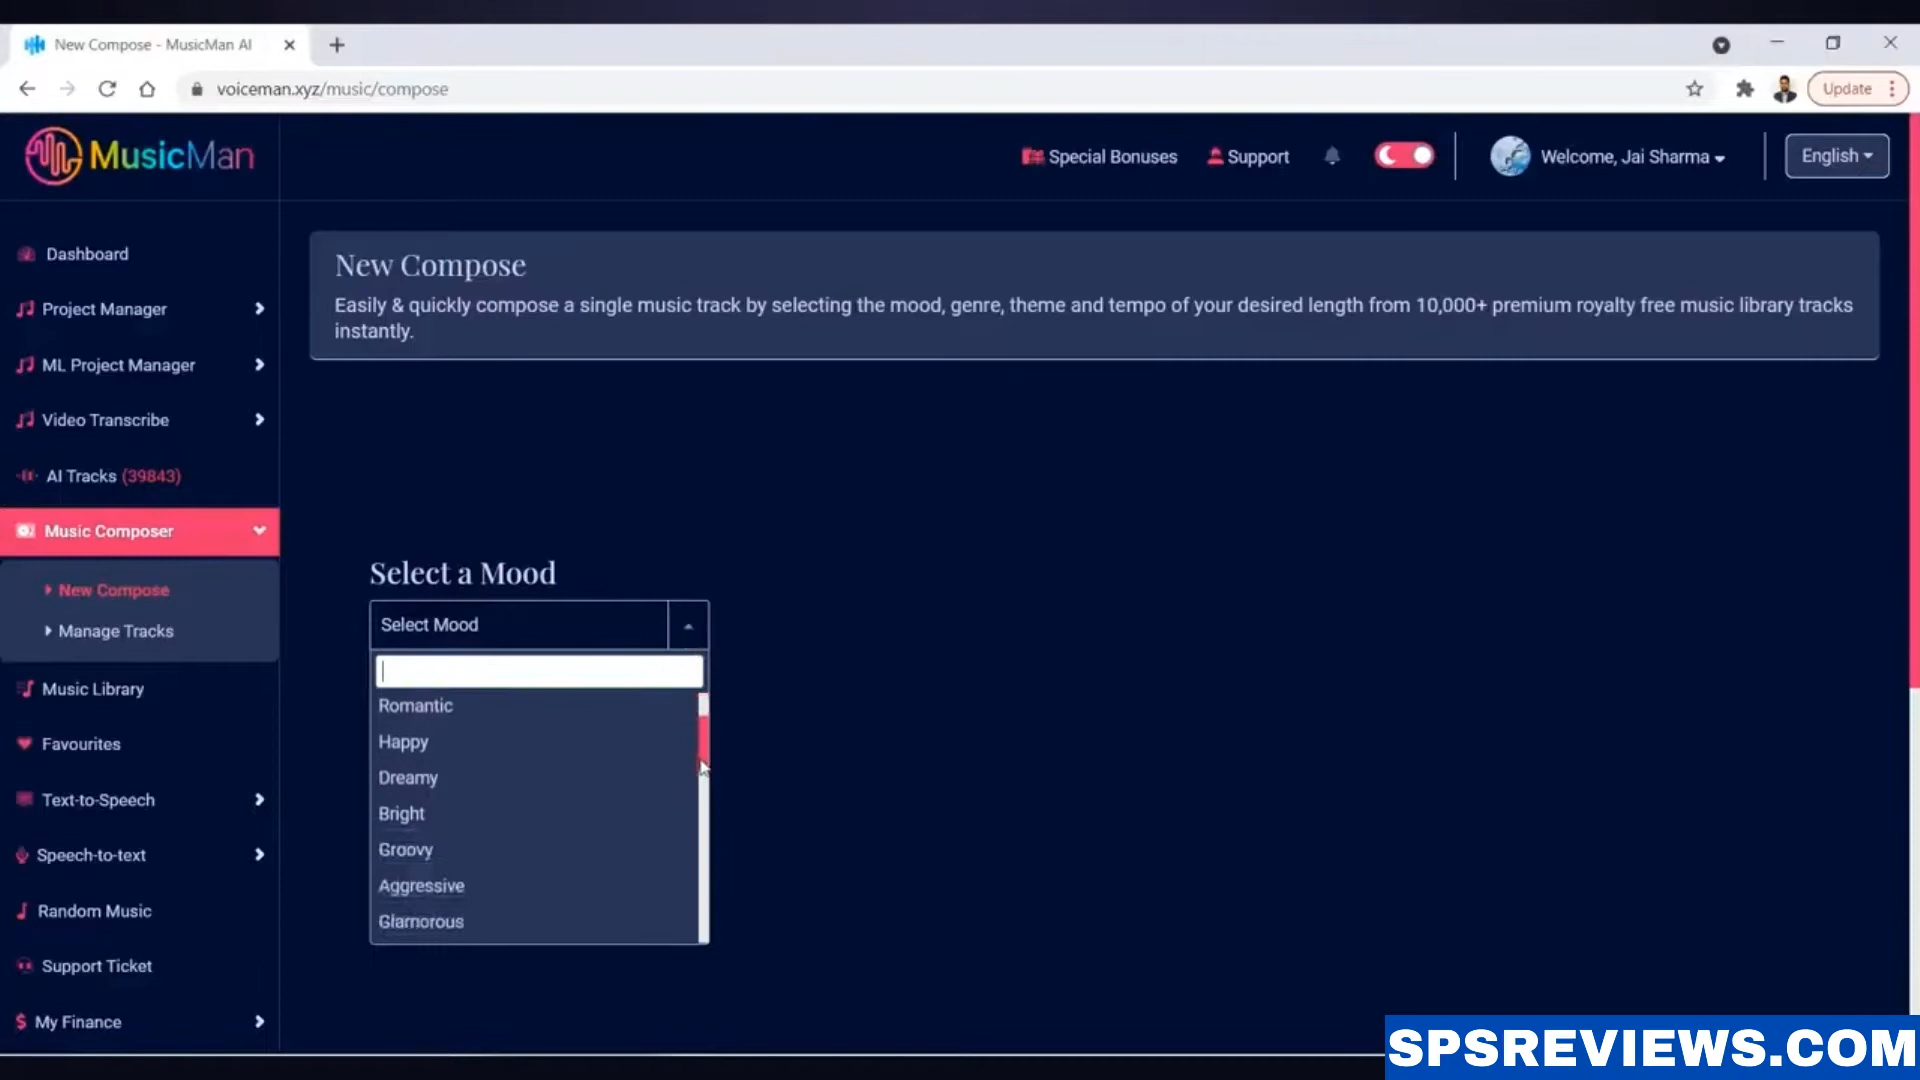 New Compose - MusicMan AI
voiceman.xyz/music/compose
Update
MusicMan
Special Bonuses
Support
Welcome, Jai Sharma
English
Dashboard
Project Manager
ML Project Manager
Video Transcribe
AI Tracks (39843)
Music Composer
New Compose
Manage Tracks
Music Library
Favourites
Text-to-Speech
Speech-to-text
Random Music
Support Ticket
My Finance
New Compose
Easily & quickly compose a single music track by selecting the mood, genre, theme and tempo of your desired length from 10,000+ premium royalty free music library tracks
instantly.
Select a Mood
Select Mood
Romantic
Happy
Dreamy
Bright
Groovy
Aggressive
Glamorous
SPSREVIEWS.COM